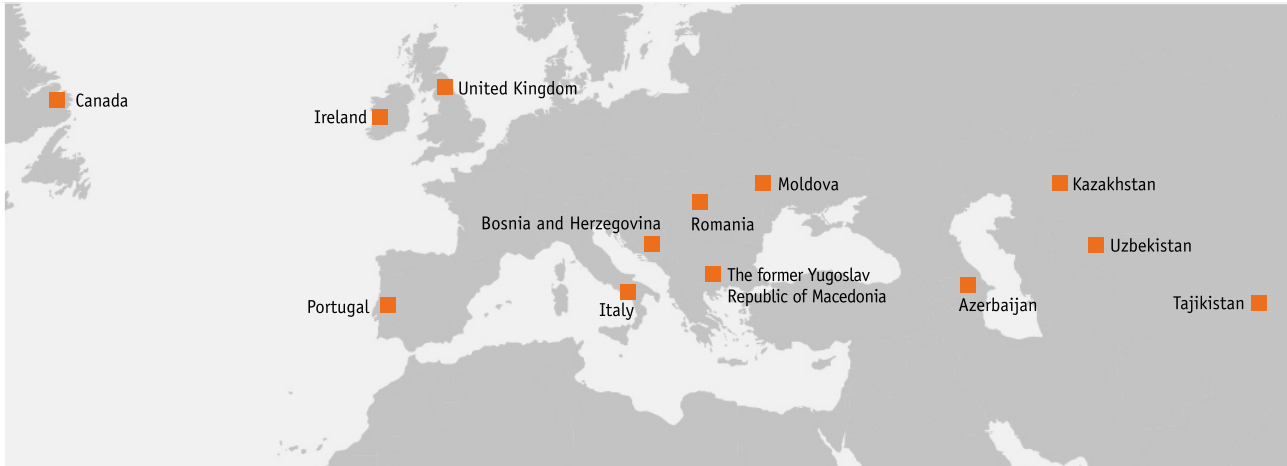 Canada
United Kingdom
Ireland
Moldova
Kazakhstan
Bosnia and Herzegovina
Romania
Uzbekistan
The former Yugoslav
Republic of Macedonia
Portugal
Italy
Azerbaijan
Tajikistan